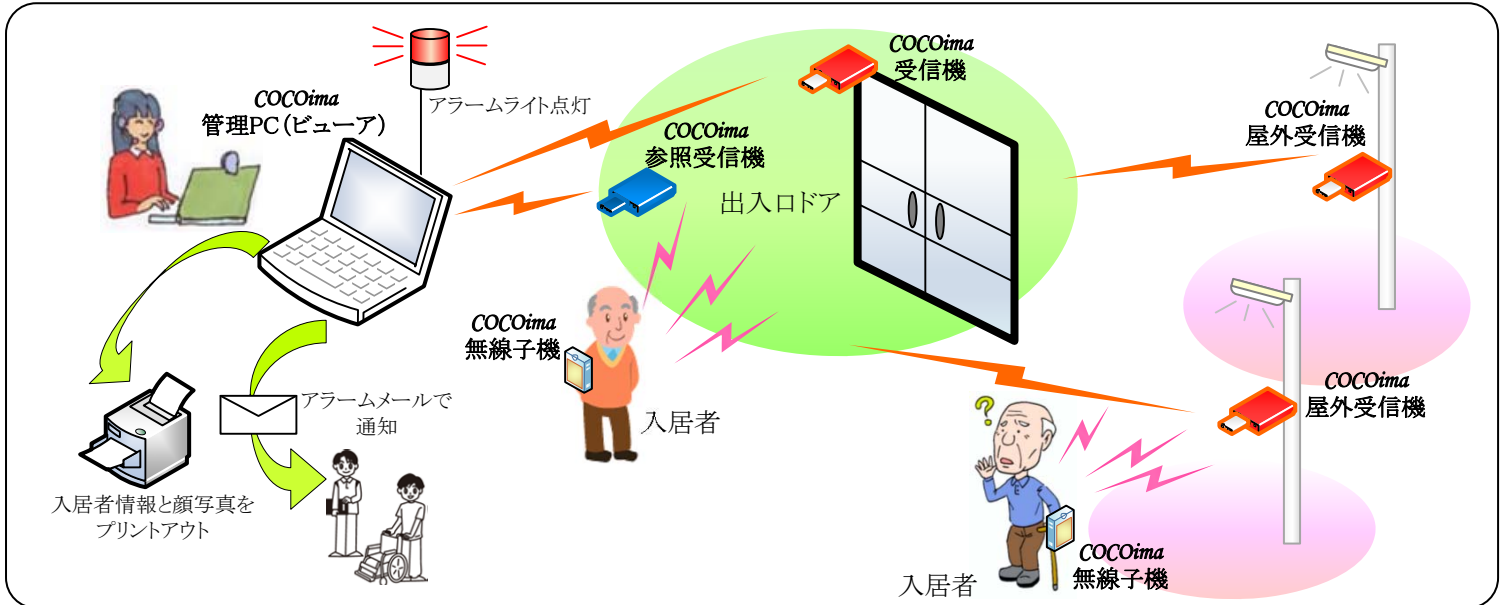 COCOima
管理PC(ビューア)
アラームライト点灯
COCOima
受信機
COCOima
参照受信機
出入口ドア
COCOima
屋外受信機
COCOima
無線子機
入居者
COCOima
屋外受信機
アラームメールで
通知
入居者情報と顔写真を
プリントアウト
?
COCOima
無線子機
入居者